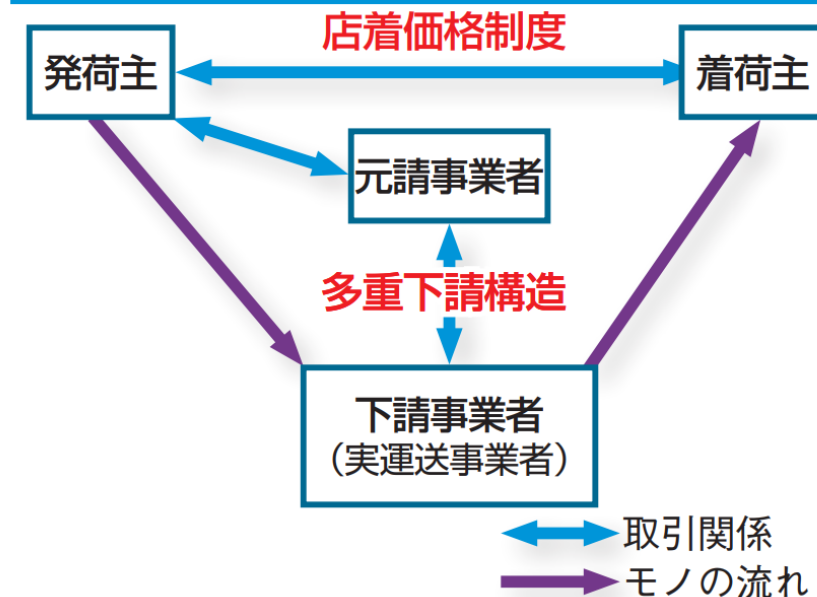 店着価格制度
発荷主
着荷主
元請事業者
多重下請構造
下請事業者
（実運送事業者）
取引関係
モノの流れ